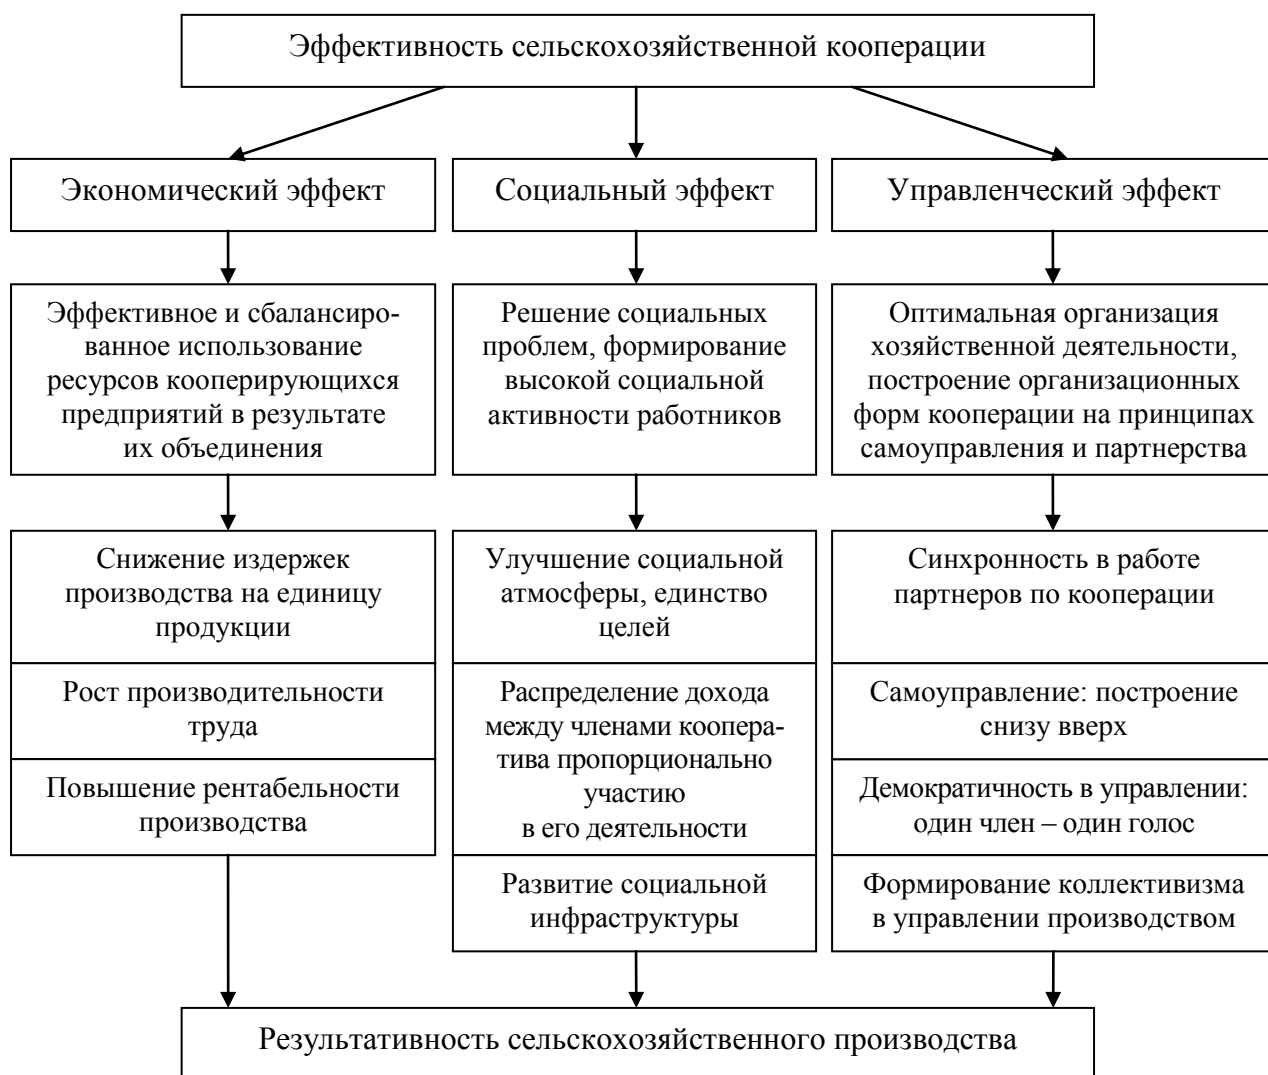 Эффективность сельскохозяйственной кооперации
Экономический эффект
Социальный эффект
Управленческий эффект
Эффективное и сбалансиро-
ванное использование
ресурсов кооперирующихся
предприятий в результате
их объединения
Решение социальных
проблем, формирование
высокой социальной
активности работников
Оптимальная организация
хозяйственной деятельности,
построение организационных
форм кооперации на принципах
самоуправления и партнерства
Снижение издержек
производства на единицу
продукции
Улучшение социальной
атмосферы, единство
целей
Синхронность в работе
партнеров по кооперации
Рост производительности
труда
Распределение дохода
между членами коопера-
тива пропорционально
участию
в его деятельности
Самоуправление: построение
снизу вверх
Повышение рентабельности
производства
Демократичность в управлении:
один член – один голос
Развитие социальной
инфраструктуры
Формирование коллективизма
в управлении производством
Результативность сельскохозяйственного производства